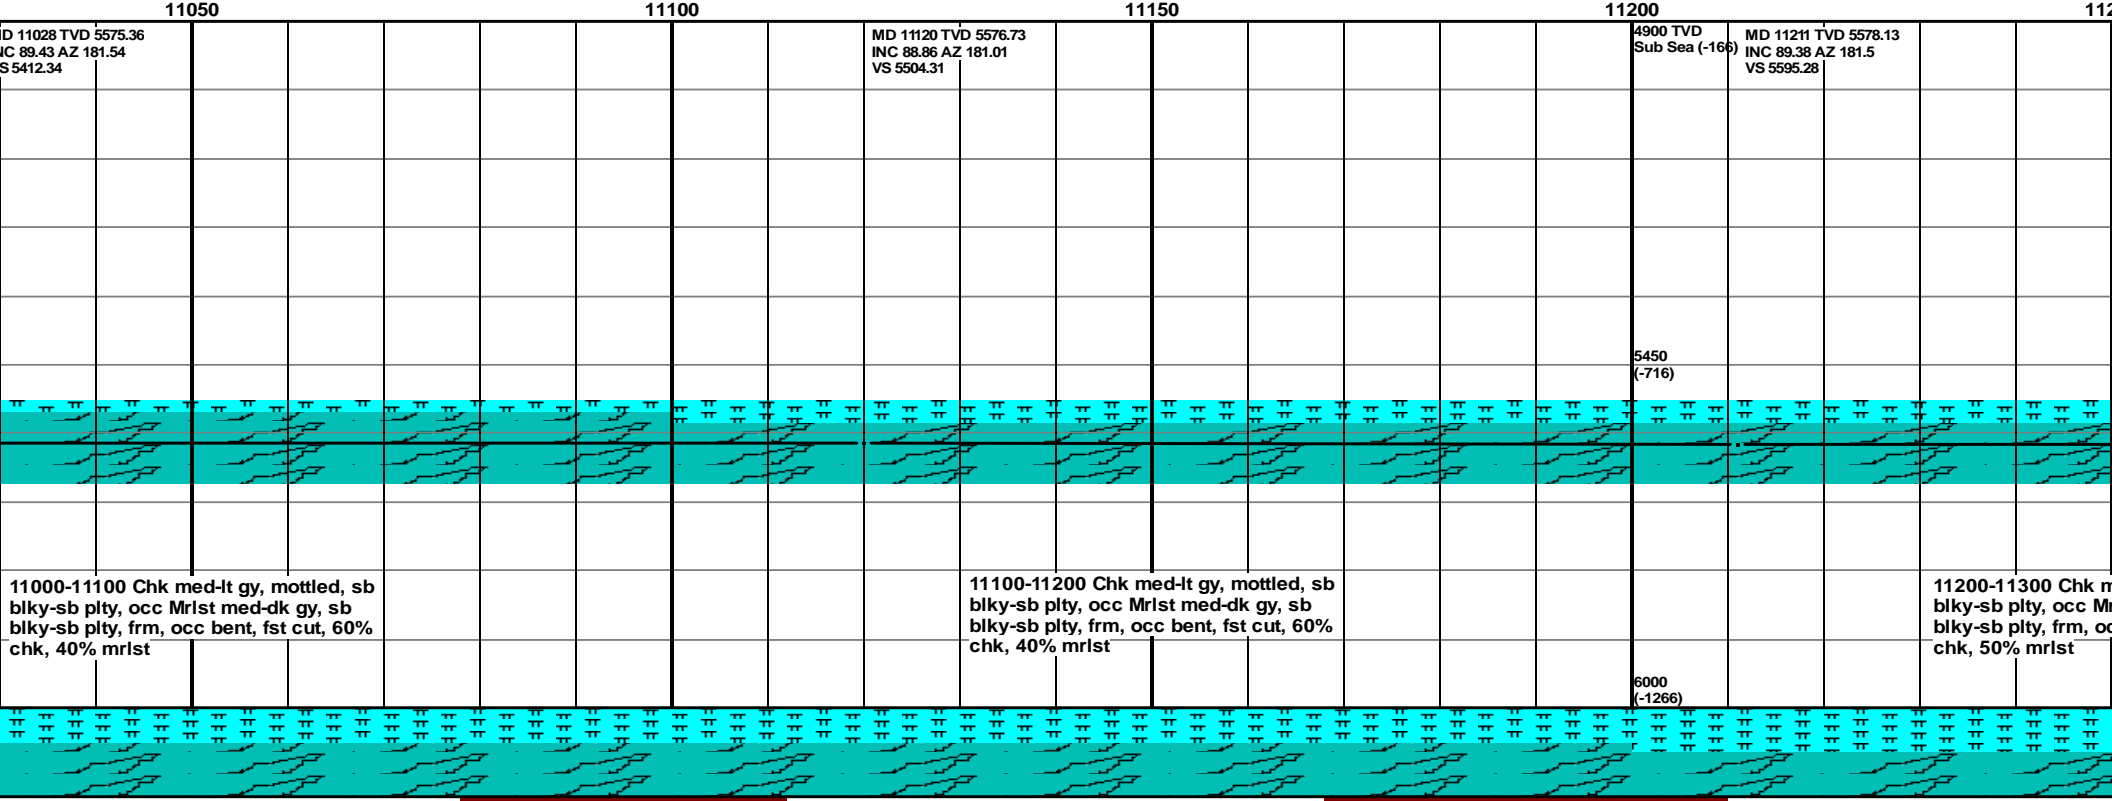 11050
11100
11150
11200
MD 11120 TVD 5576.73
INC 88.86 AZ 181.01
VS 5504.31
11028 TVD 5575.36
89.43 AZ 181.54
5412.34
4900 TVD
Sub Sea (-166)
MD 11211 TVD 5578.13
INC 89.38 AZ 181.5
VS 5595.28
5450
(-716)
11000-11100 Chk med-lt gy, mottled, sb
blky-sb plty, occ Mrlst med-dk gy, sb
blky-sb plty, frm, occ bent, fst cut, 60%
chk, 40% mrlst
11100-11200 Chk med-lt gy, mottled, sb
blky-sb plty, occ Mrlst med-dk gy, sb
blky-sb plty, frm, occ bent, fst cut, 60%
chk, 40% mrlst
11200-11300 Chk
blky-sb plty, occ
blky-sb plty, frm,
chk, 50% mrlst
6000
(-1266)